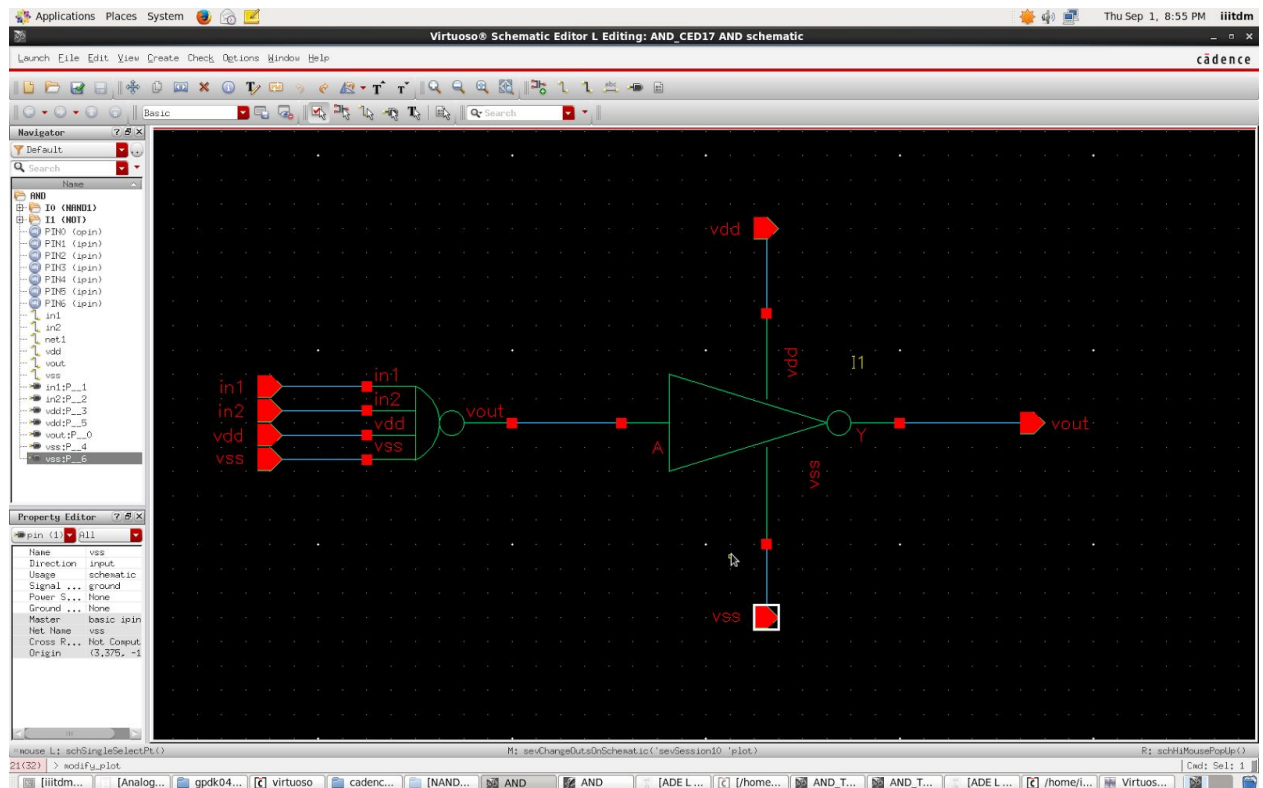 Applications Places System Thu Sep 1, 8:55 PM iiitdm
Virtuoso® Schematic Editor L Editing: AND_CED17 AND schematic
Launch File Edit View Create Check Options Window Help cādence
Basic Search
Navigator
Default
Search
Name
AND
I0 (NAND1)
I1 (NOT)
PIN0 (opin)
PIN1 (ipin)
PIN2 (ipin)
PIN3 (ipin)
PIN4 (ipin)
PIN5 (ipin)
PIN6 (ipin)
in1
in2
net1
vdd
vout
vss
in1:P__1
in2:P__2
vdd:P__3
vdd:P__5
vout:P__0
vss:P__4
vss:P__6
Property Editor
pin (1) All
Name vss
Direction input
Usage schematic
Signal ... ground
Power S... None
Ground ... None
Master basic ipin
Net Name vss
Cross R... Not Comput
Origin (3.375, -1
vdd
vdd
I1
in1 in1
in2 in2
vdd vdd
vss vss
vout
A
Y
vout
vss
vss
mouse L: schSingleSelectPt() M: sevChangeOutsOnSchematic('sevSession10 'plot) R: schHiMousePopUp()
21(32) > modify_plot Cmd: Sel: 1
[iiitdm... [Analog... gpdk04... virtuoso cadenc... [NAND... AND AND [ADE L ... [/home... AND_T... AND_T... [ADE L ... /home/i... Virtuos...